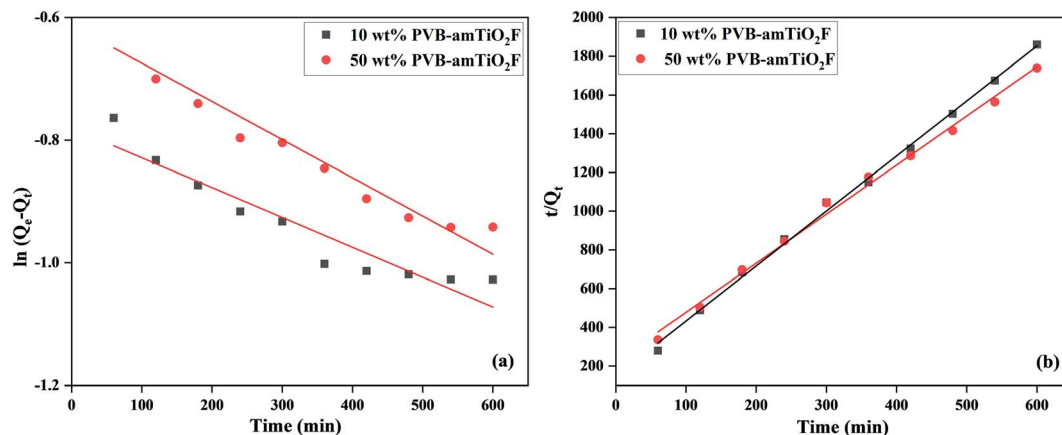 -0.6
10 wt% PVB-amTiO₂F
50 wt% PVB-amTiO₂F
-0.8
ln (Qₑ-Qₜ)
-1.0
(a)
-1.2
0 100 200 300 400 500 600
Time (min)
2000
10 wt% PVB-amTiO₂F
1800
50 wt% PVB-amTiO₂F
1600
1400
1200
t/Qₜ
1000
800
600
400
(b)
200
0 100 200 300 400 500 600
Time (min)